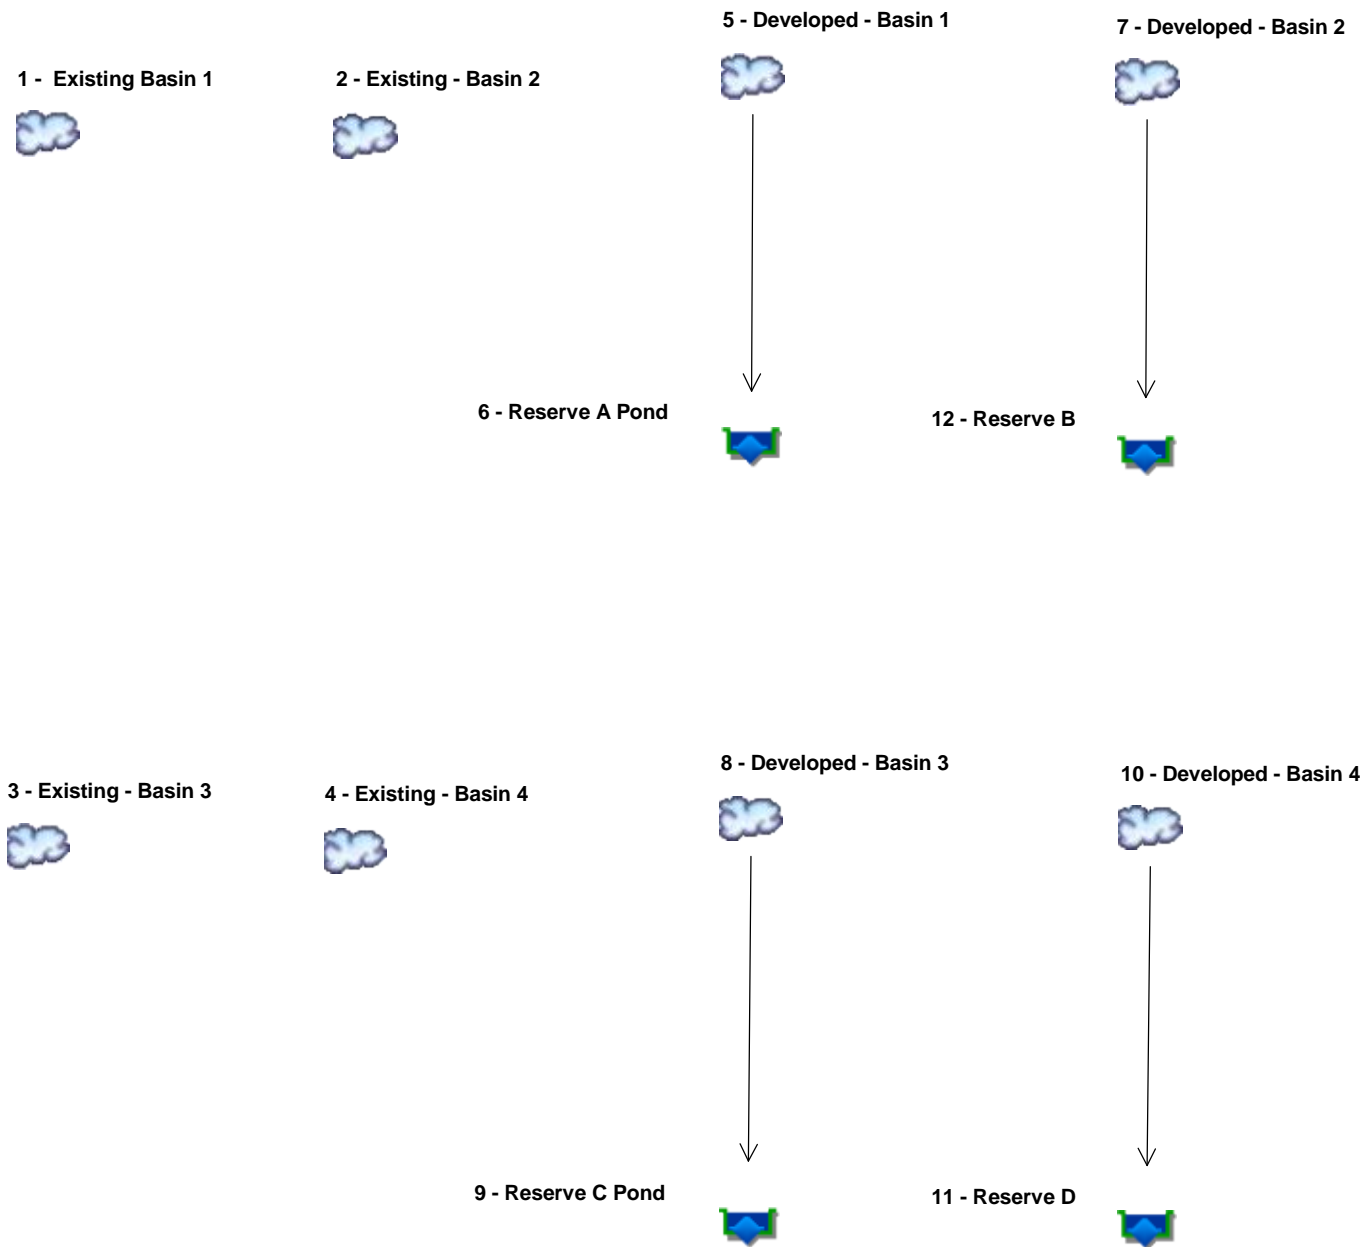 5 - Developed - Basin 1
7 - Developed - Basin 2
1 -  Existing Basin 1
2 - Existing - Basin 2
6 - Reserve A Pond
12 - Reserve B
8 - Developed - Basin 3
10 - Developed - Basin 4
3 - Existing - Basin 3
4 - Existing - Basin 4
9 - Reserve C Pond
11 - Reserve D